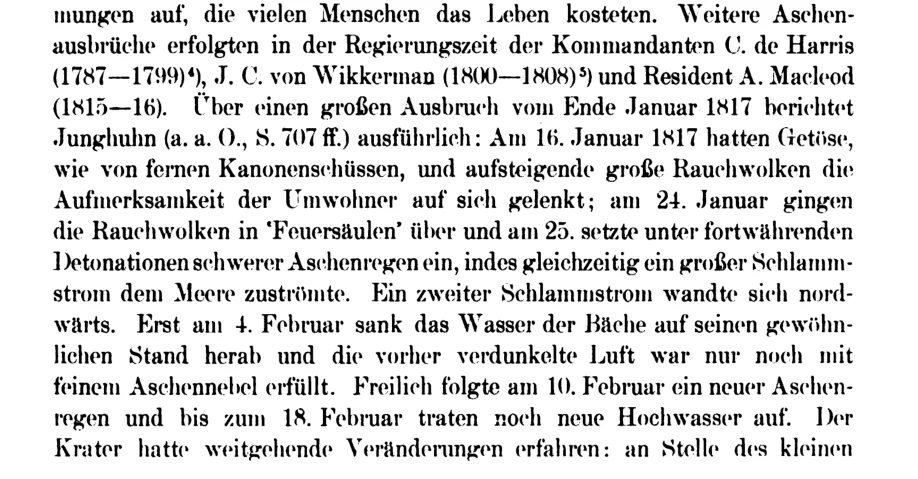 mungen auf, die vielen Menschen das Leben kosteten. Weitere Aschen-
ausbrüche erfolgten in der Regierungszeit der Kommandanten C. de Harris
(1787—1799)⁴), J. C. von Wikkerman (1800—1808)⁵) und Resident A. Macleod
(1815—16). Über einen großen Ausbruch vom Ende Januar 1817 berichtet
Junghuhn (a. a. O., S. 707 ff.) ausführlich: Am 16. Januar 1817 hatten Getöse,
wie von fernen Kanonenschüssen, und aufsteigende große Rauchwolken die
Aufmerksamkeit der Umwohner auf sich gelenkt; am 24. Januar gingen
die Rauchwolken in 'Feuersäulen' über und am 25. setzte unter fortwährenden
Detonationen schwerer Aschenregen ein, indes gleichzeitig ein großer Schlamm-
strom dem Meere zuströmte. Ein zweiter Schlammstrom wandte sich nord-
wärts. Erst am 4. Februar sank das Wasser der Bäche auf seinen gewöhn-
lichen Stand herab und die vorher verdunkelte Luft war nur noch mit
feinem Aschennebel erfüllt. Freilich folgte am 10. Februar ein neuer Aschen-
regen und bis zum 18. Februar traten noch neue Hochwasser auf. Der
Krater hatte weitgehende Veränderungen erfahren: an Stelle des kleinen